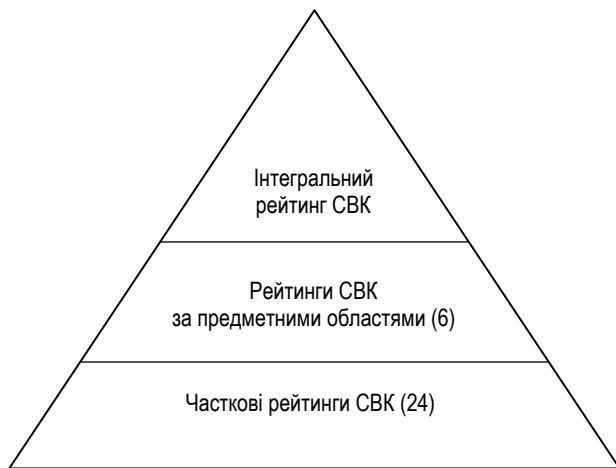 Інтегральний
рейтинг СВК
Рейтинги СВК
за предметними областями (6)
Часткові рейтинги СВК (24)